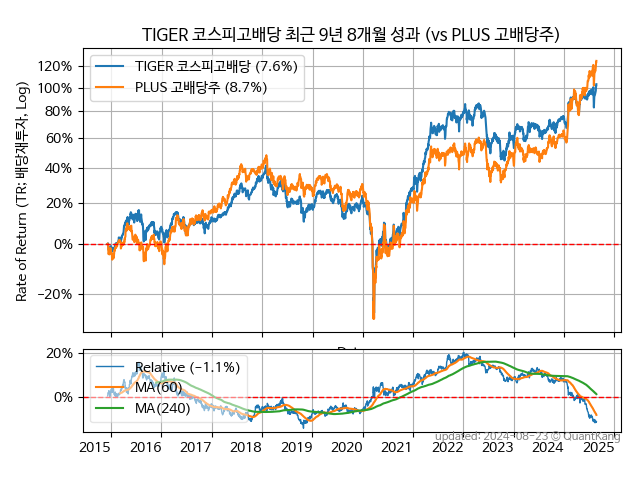 TIGER 코스피고배당 최근 9년 8개월 성과 (vs PLUS 고배당주)
Rate of Return (TR: 배당재투자, Log)
120%
100%
80%
60%
40%
20%
0%
−20%
TIGER 코스피고배당 (7.6%)
PLUS 고배당주 (8.7%)
20%
0%
Relative (−1.1%)
MA(60)
MA(240)
2015 2016 2017 2018 2019 2020 2021 2022 2023 2024 2025
updated: 2024-08-23 © QuantKang